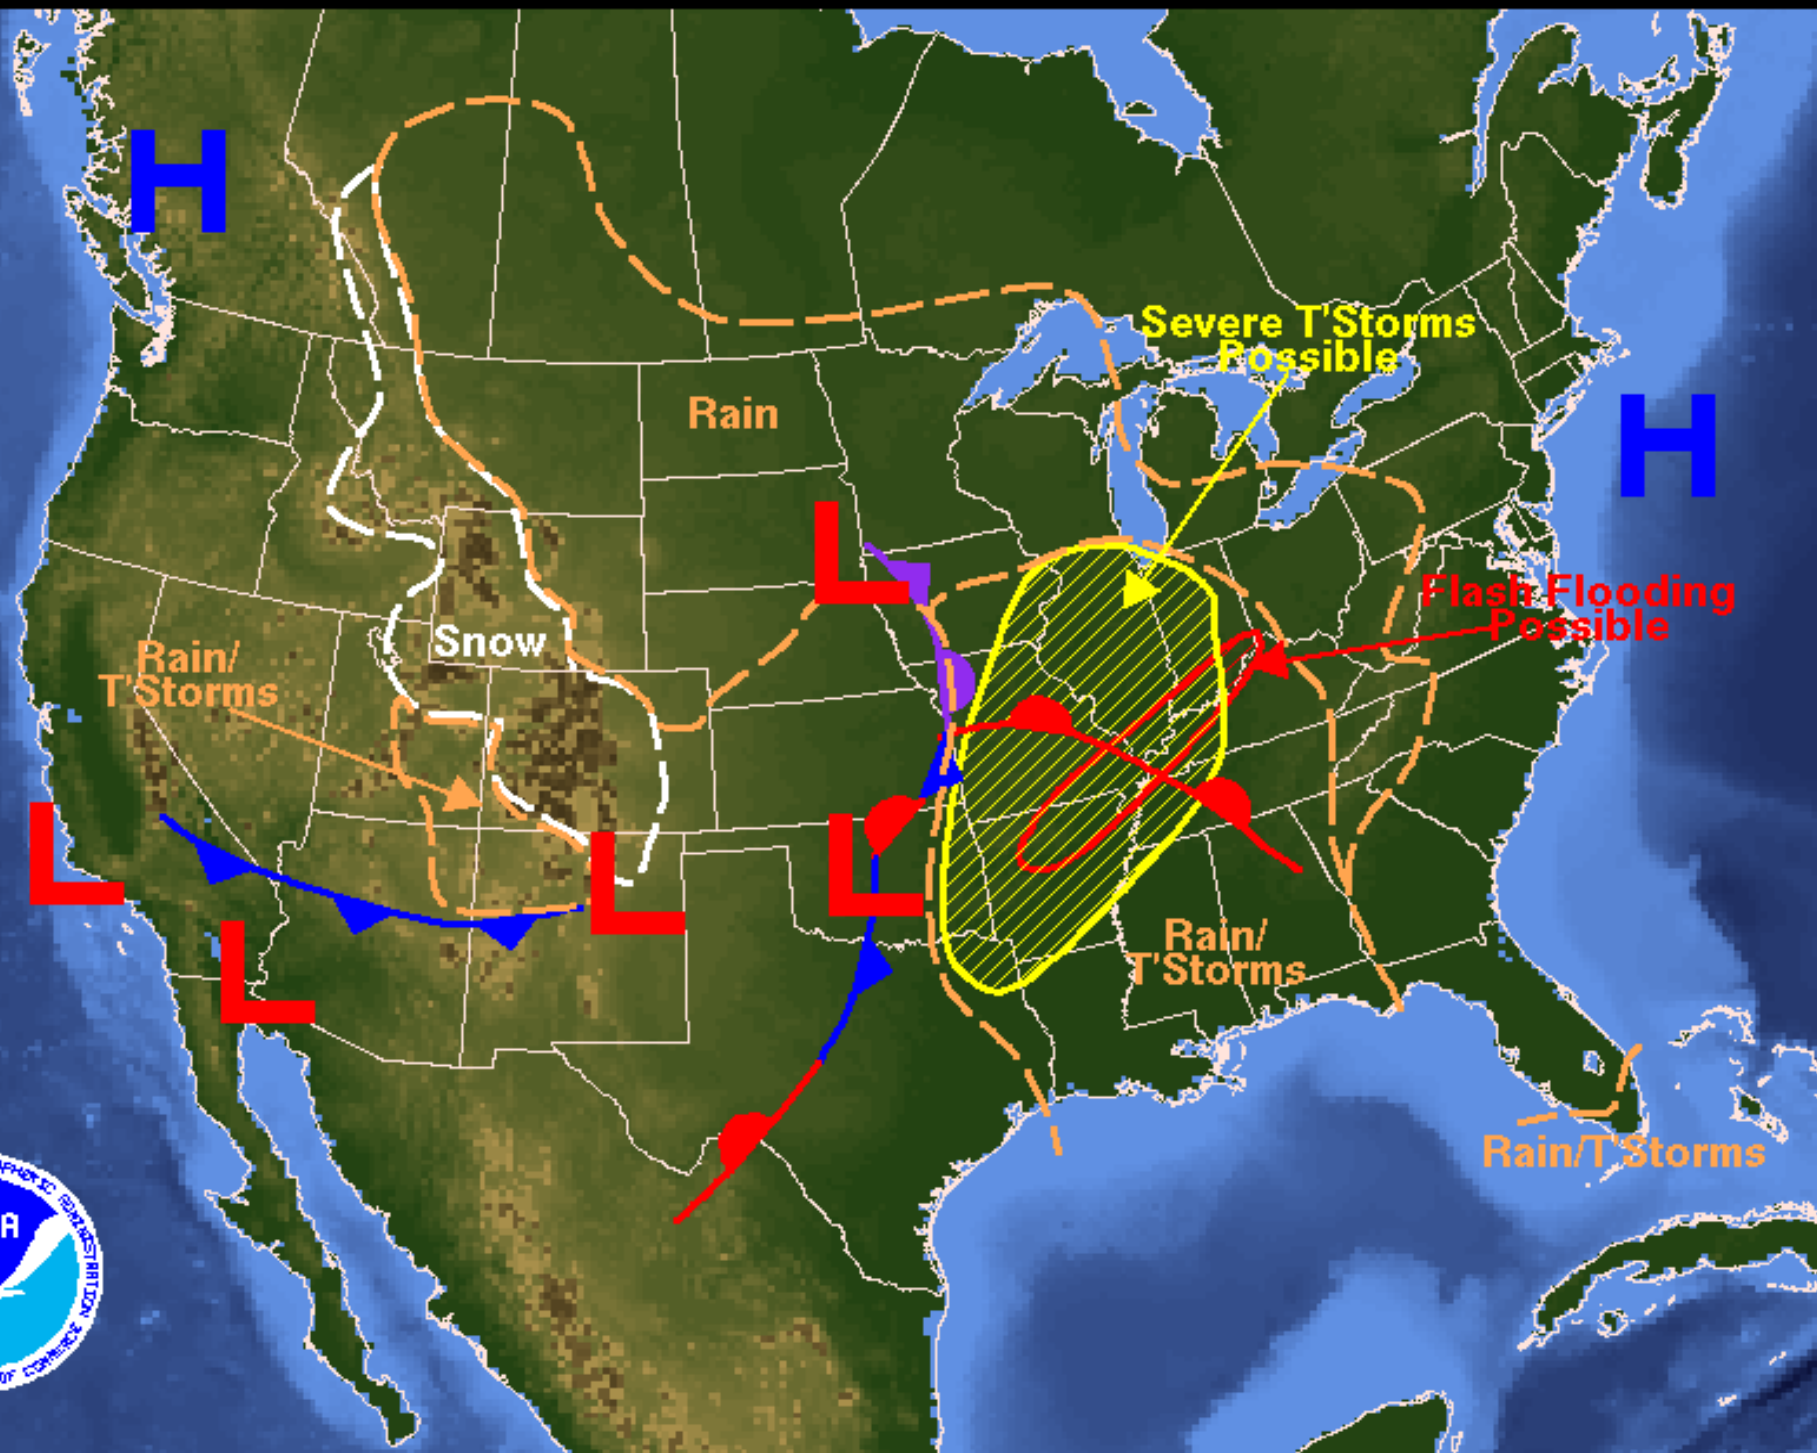 H
Severe T'Storms
Possible
Rain
H
L
Flash Flooding
Possible
Snow
Rain/
T'Storms
L
L
L
L
Rain/
T'Storms
Rain/T'Storms
A